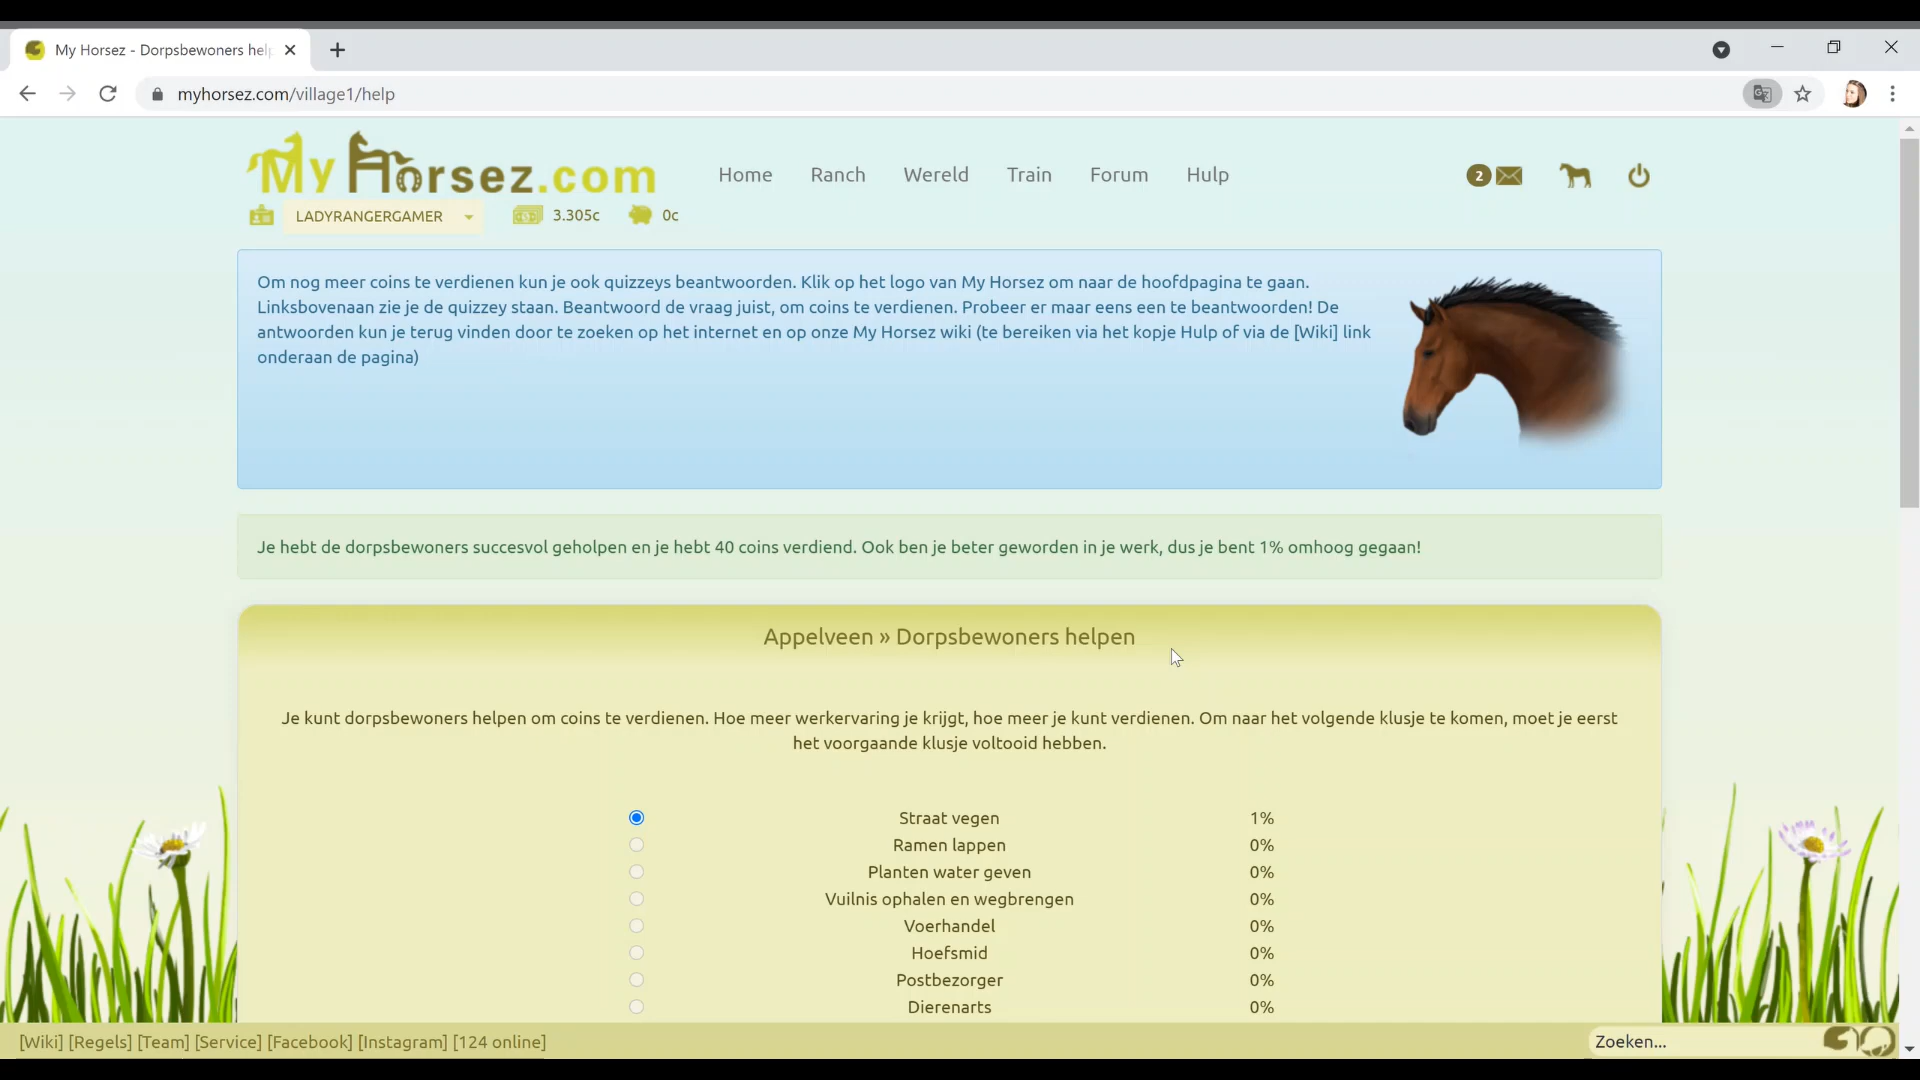 My Horsez - Dorpsbewoners help
myhorsez.com/village1/help
My Horsez.com
Home Ranch Wereld Train Forum Hulp
2
LADYRANGERGAMER 3.305c 0c
Om nog meer coins te verdienen kun je ook quizzeys beantwoorden. Klik op het logo van My Horsez om naar de hoofdpagina te gaan.
Linksbovenaan zie je de quizzey staan. Beantwoord de vraag juist, om coins te verdienen. Probeer er maar eens een te beantwoorden! De
antwoorden kun je terug vinden door te zoeken op het internet en op onze My Horsez wiki (te bereiken via het kopje Hulp of via de [Wiki] link
onderaan de pagina)
Je hebt de dorpsbewoners succesvol geholpen en je hebt 40 coins verdiend. Ook ben je beter geworden in je werk, dus je bent 1% omhoog gegaan!
Appelveen » Dorpsbewoners helpen
Je kunt dorpsbewoners helpen om coins te verdienen. Hoe meer werkervaring je krijgt, hoe meer je kunt verdienen. Om naar het volgende klusje te komen, moet je eerst
het voorgaande klusje voltooid hebben.
Straat vegen 1%
Ramen lappen 0%
Planten water geven 0%
Vuilnis ophalen en wegbrengen 0%
Voerhandel 0%
Hoefsmid 0%
Postbezorger 0%
Dierenarts 0%
[Wiki] [Regels] [Team] [Service] [Facebook] [Instagram] [124 online] Zoeken...